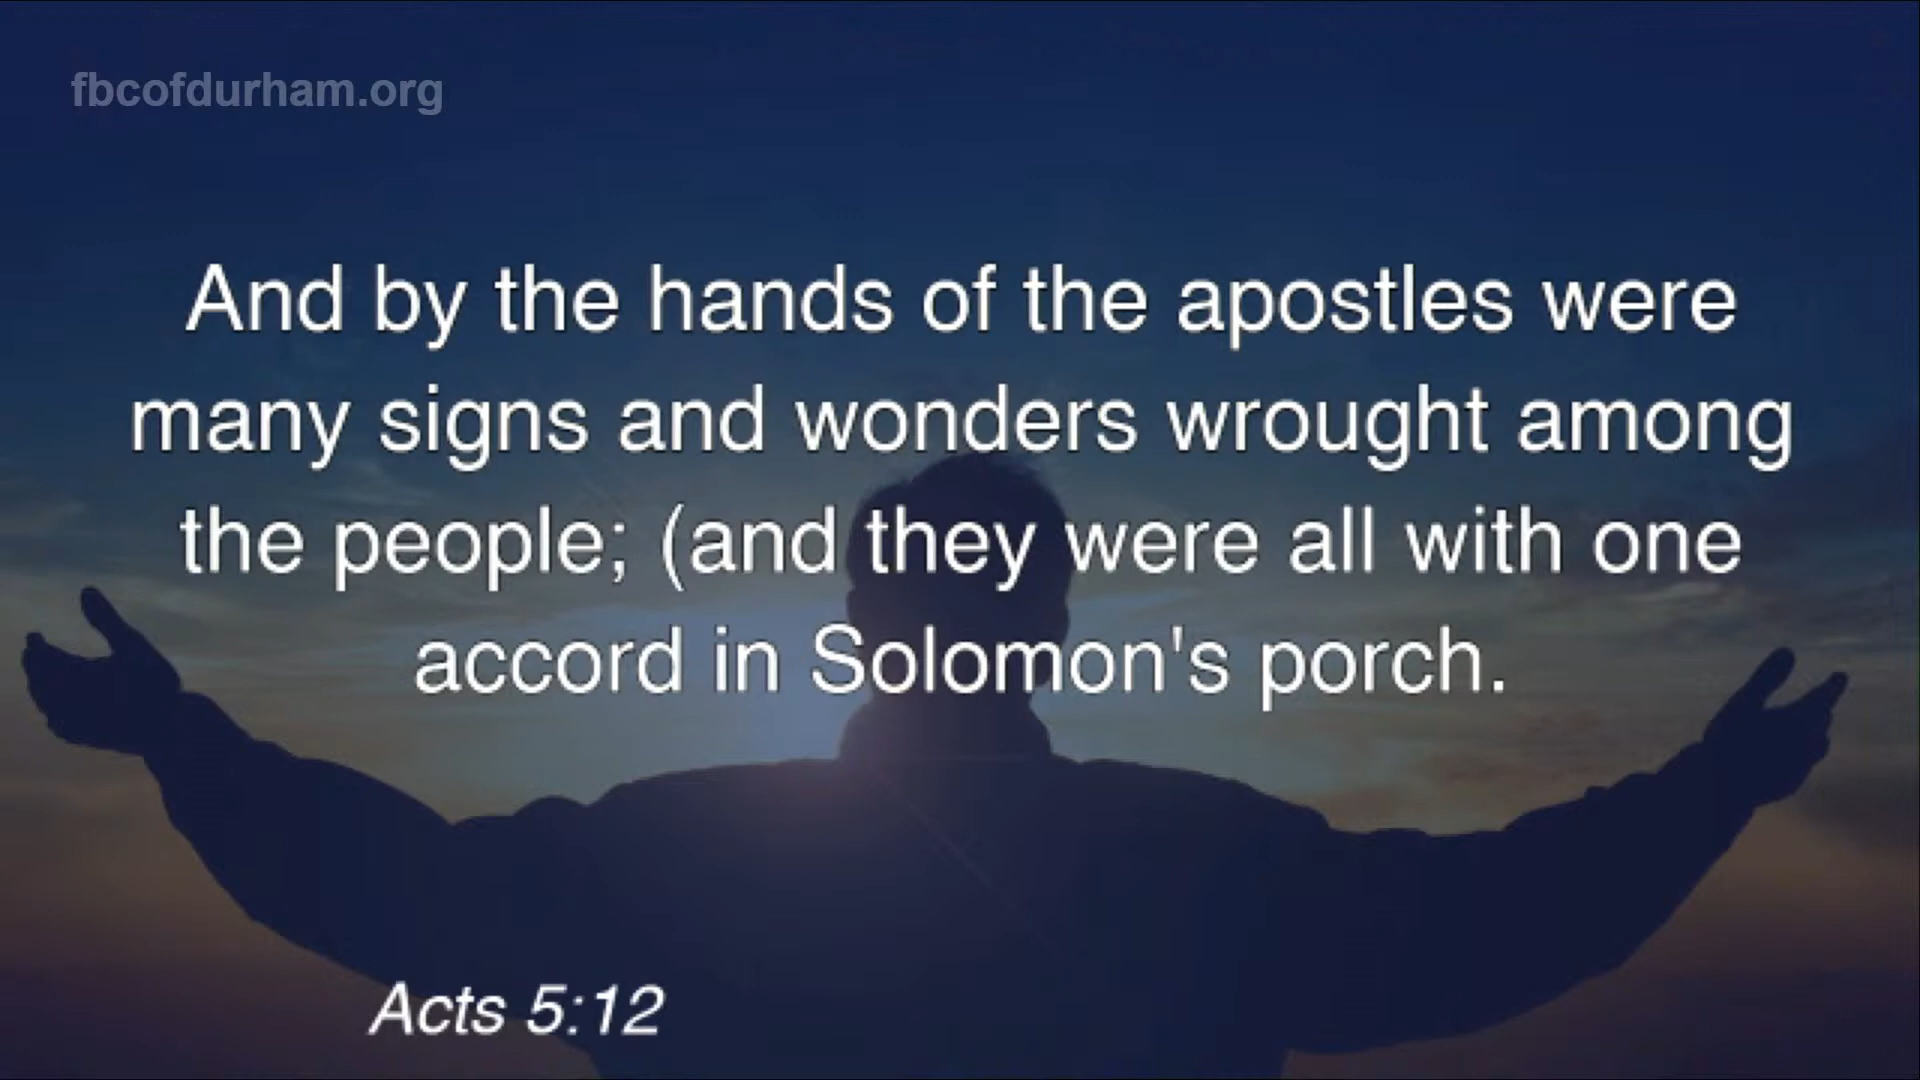 fbcofdurham.org
And by the hands of the apostles were
many signs and wonders wrought among
the people; (and they were all with one
accord in Solomon's porch.
Acts 5:12